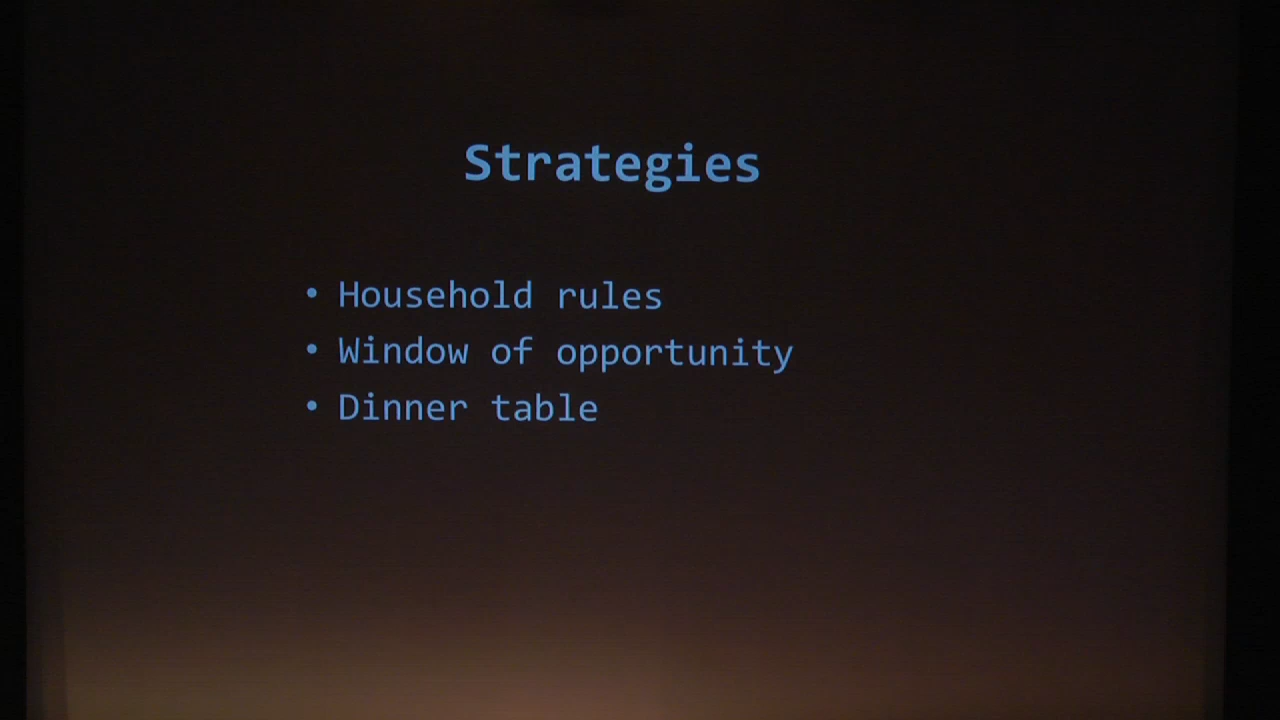 Strategies
• Household rules
• Window of opportunity
• Dinner table